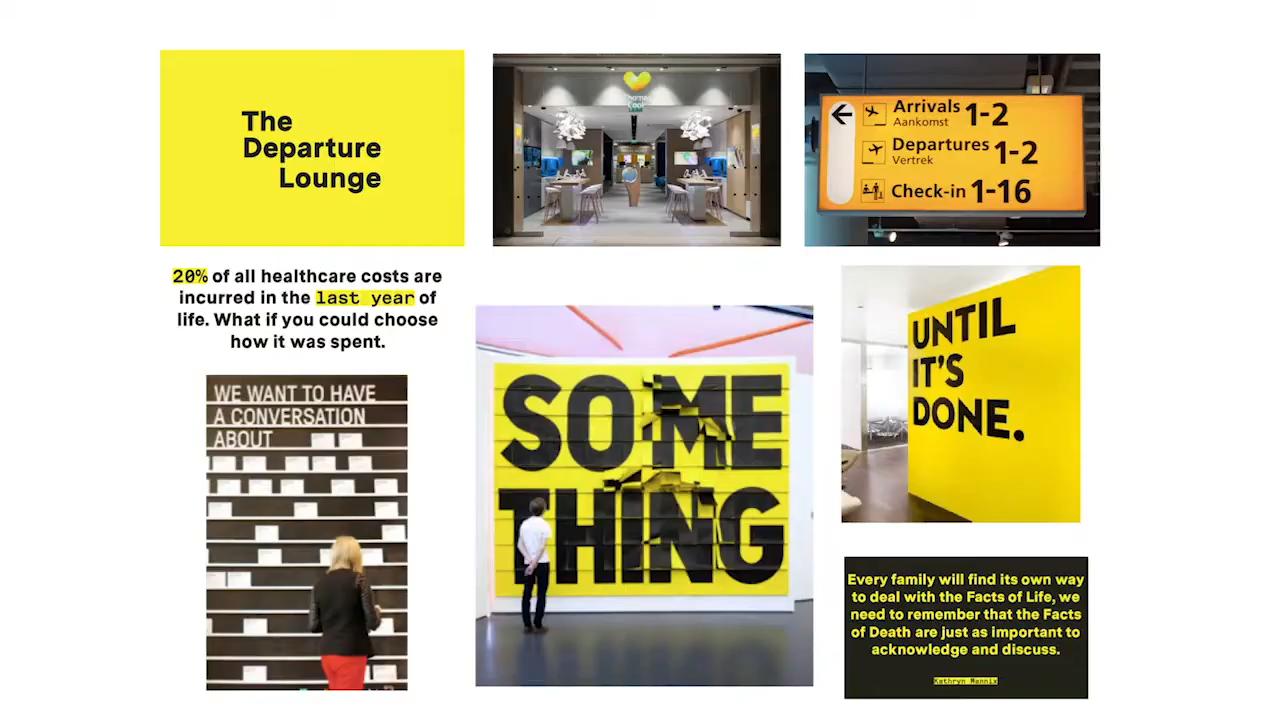 The
Departure
Lounge
Thomas
Cook
Arrivals 1-2
Aankomst
Departures 1-2
Vertrek
Check-in 1-16
20% of all healthcare costs are
incurred in the last year of
life. What if you could choose
how it was spent.
WE WANT TO HAVE
A CONVERSATION
ABOUT
SOME
THING
UNTIL
IT'S
DONE.
Every family will find its own way
to deal with the Facts of Life, we
need to remember that the Facts
of Death are just as important to
acknowledge and discuss.
Kathryn Mannix